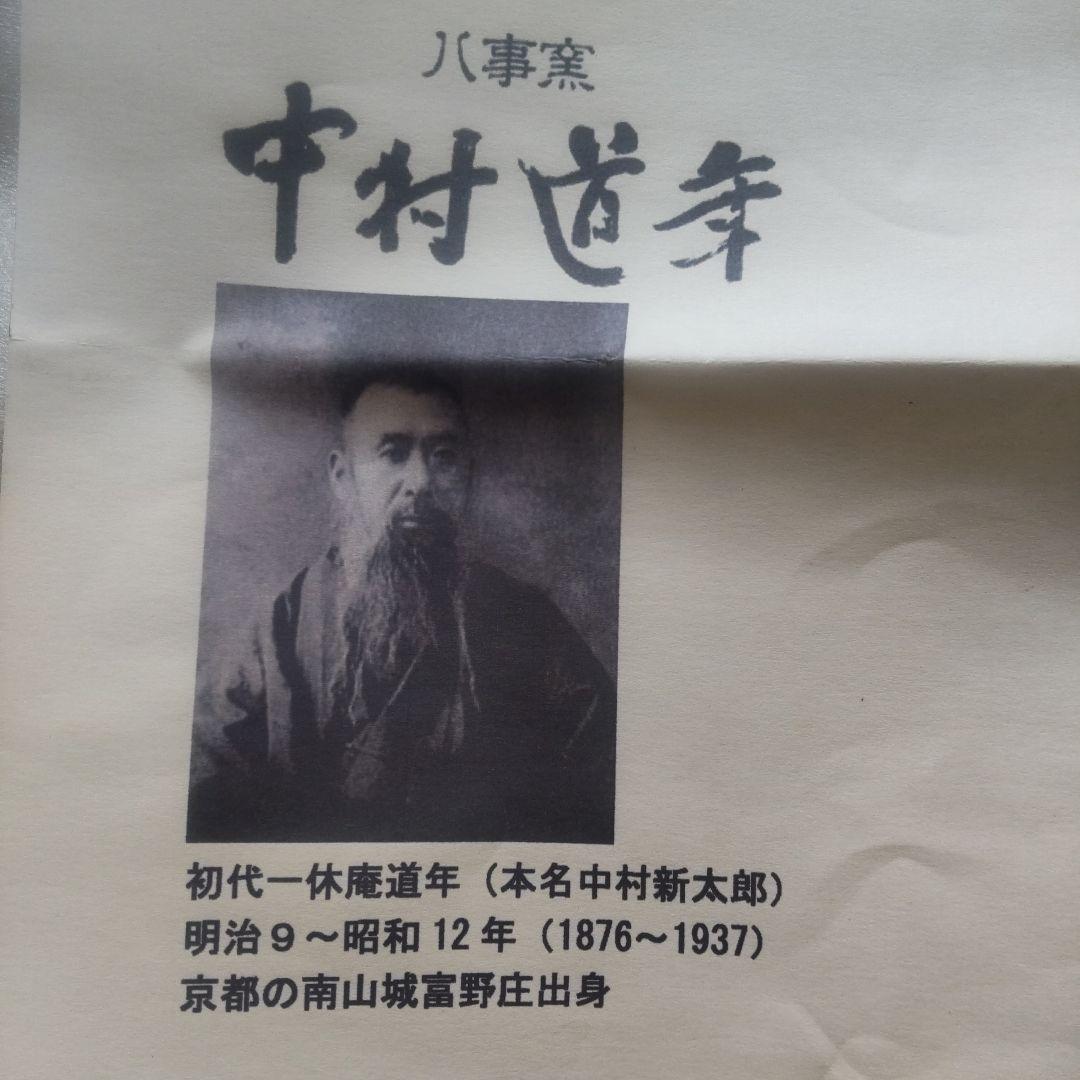 八事窯
中村道年
初代一休庵道年（本名中村新太郎）
明治９～昭和12年（1876～1937）
京都の南山城富野庄出身